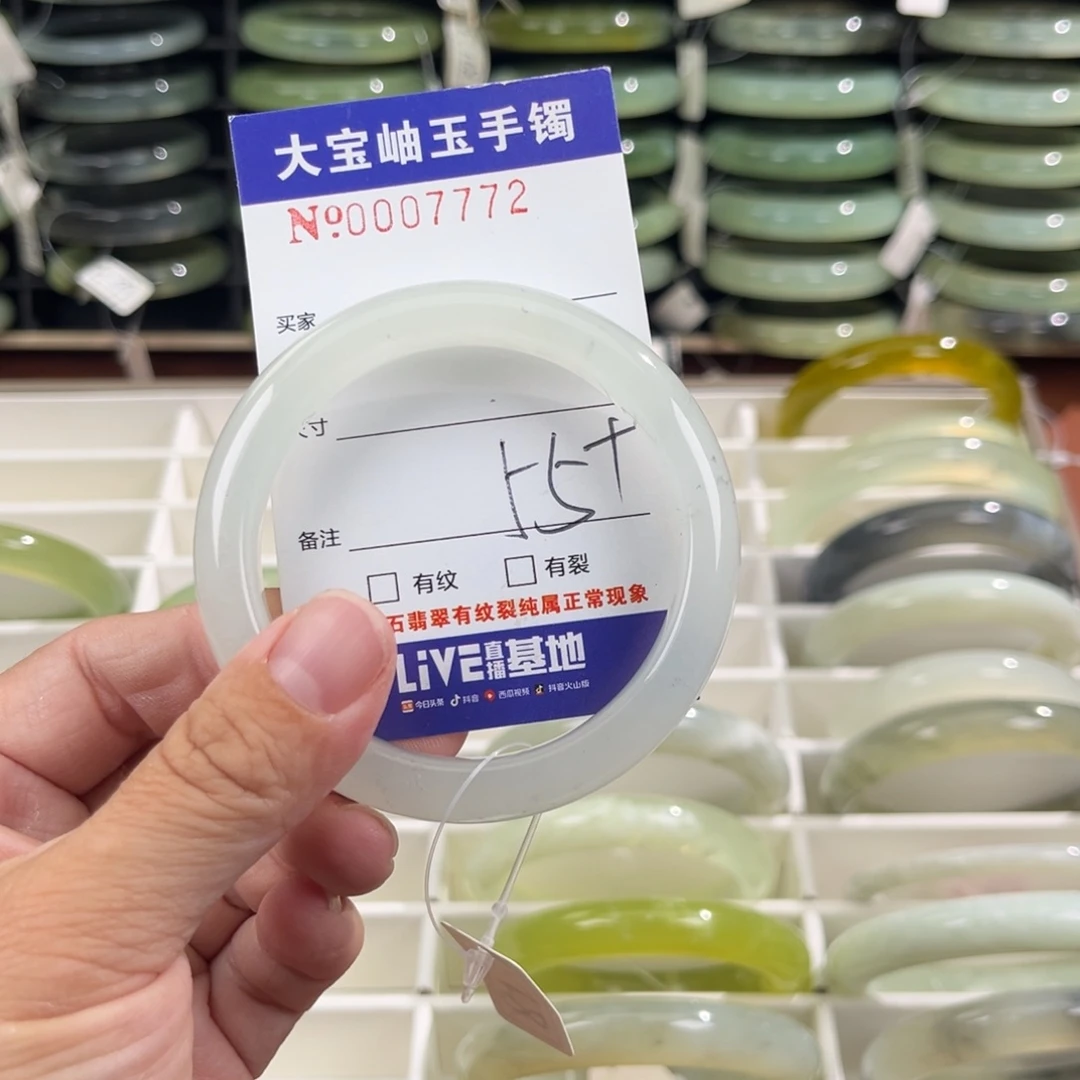 大宝岫玉手镯
Nº0007772
买家
寸
55+
备注
有纹
有裂
石翡翠有纹裂纯属正常现象
LiVE直播基地
今日头条 抖音 西瓜视频 抖音火山版